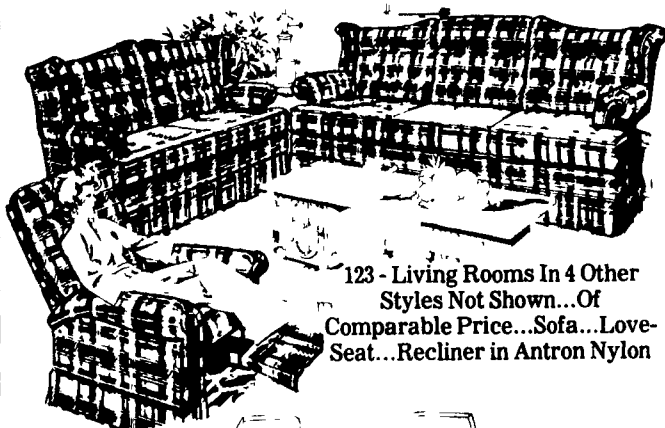 123 - Living Rooms In 4 Other
Styles Not Shown...Of
Comparable Price...Sofa...Love-
Seat...Recliner in Antron Nylon